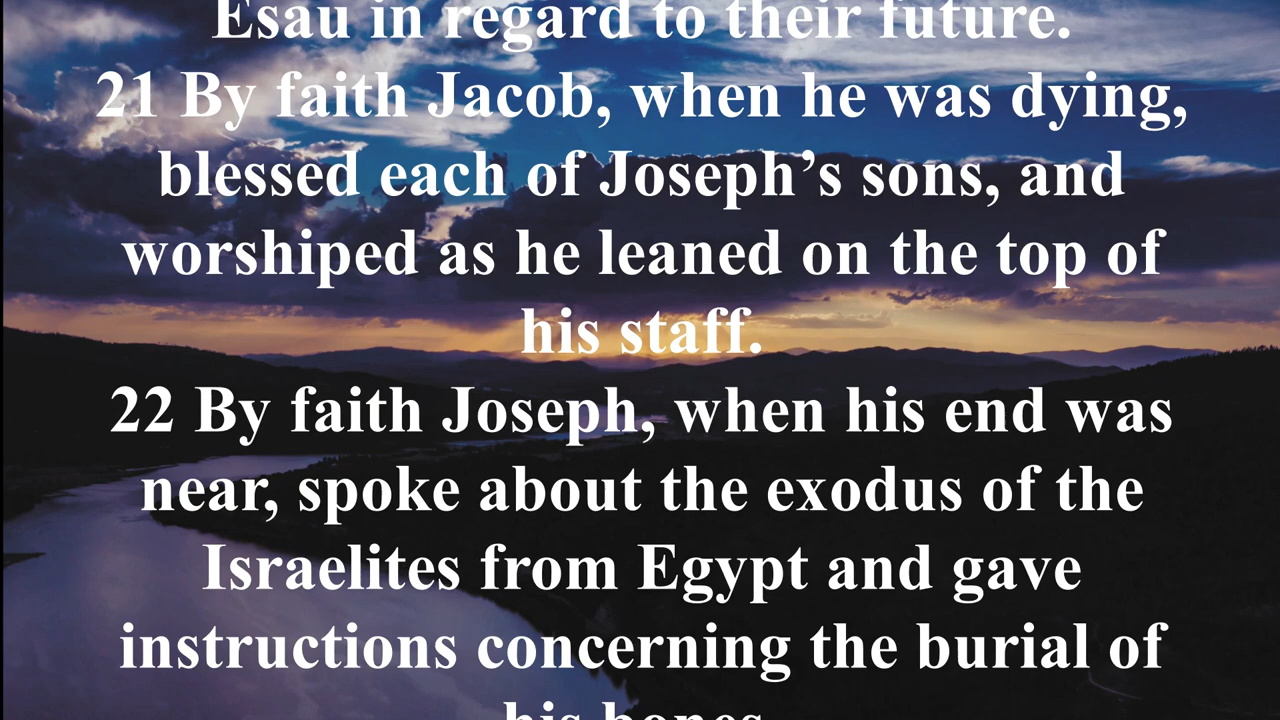 Esau in regard to their future.
21 By faith Jacob, when he was dying,
blessed each of Joseph’s sons, and
worshiped as he leaned on the top of
his staff.
22 By faith Joseph, when his end was
near, spoke about the exodus of the
Israelites from Egypt and gave
instructions concerning the burial of
his bones.